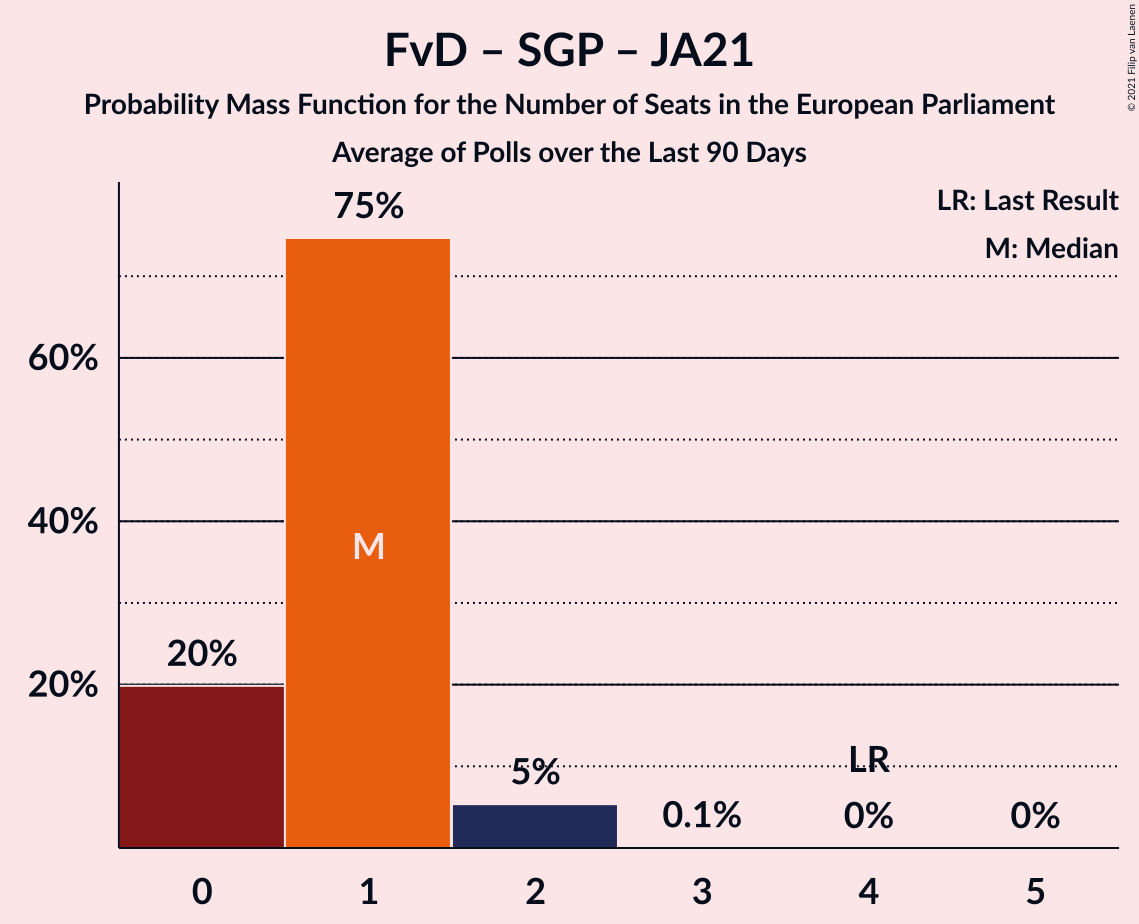 FvD – SGP – JA21
Probability Mass Function for the Number of Seats in the European Parliament
Average of Polls over the Last 90 Days
© 2021 Filip van Laenen
LR: Last Result
M: Median
75%
60%
40%
M
20%
20%
5%
LR
0.1%
0%
0%
0 1 2 3 4 5